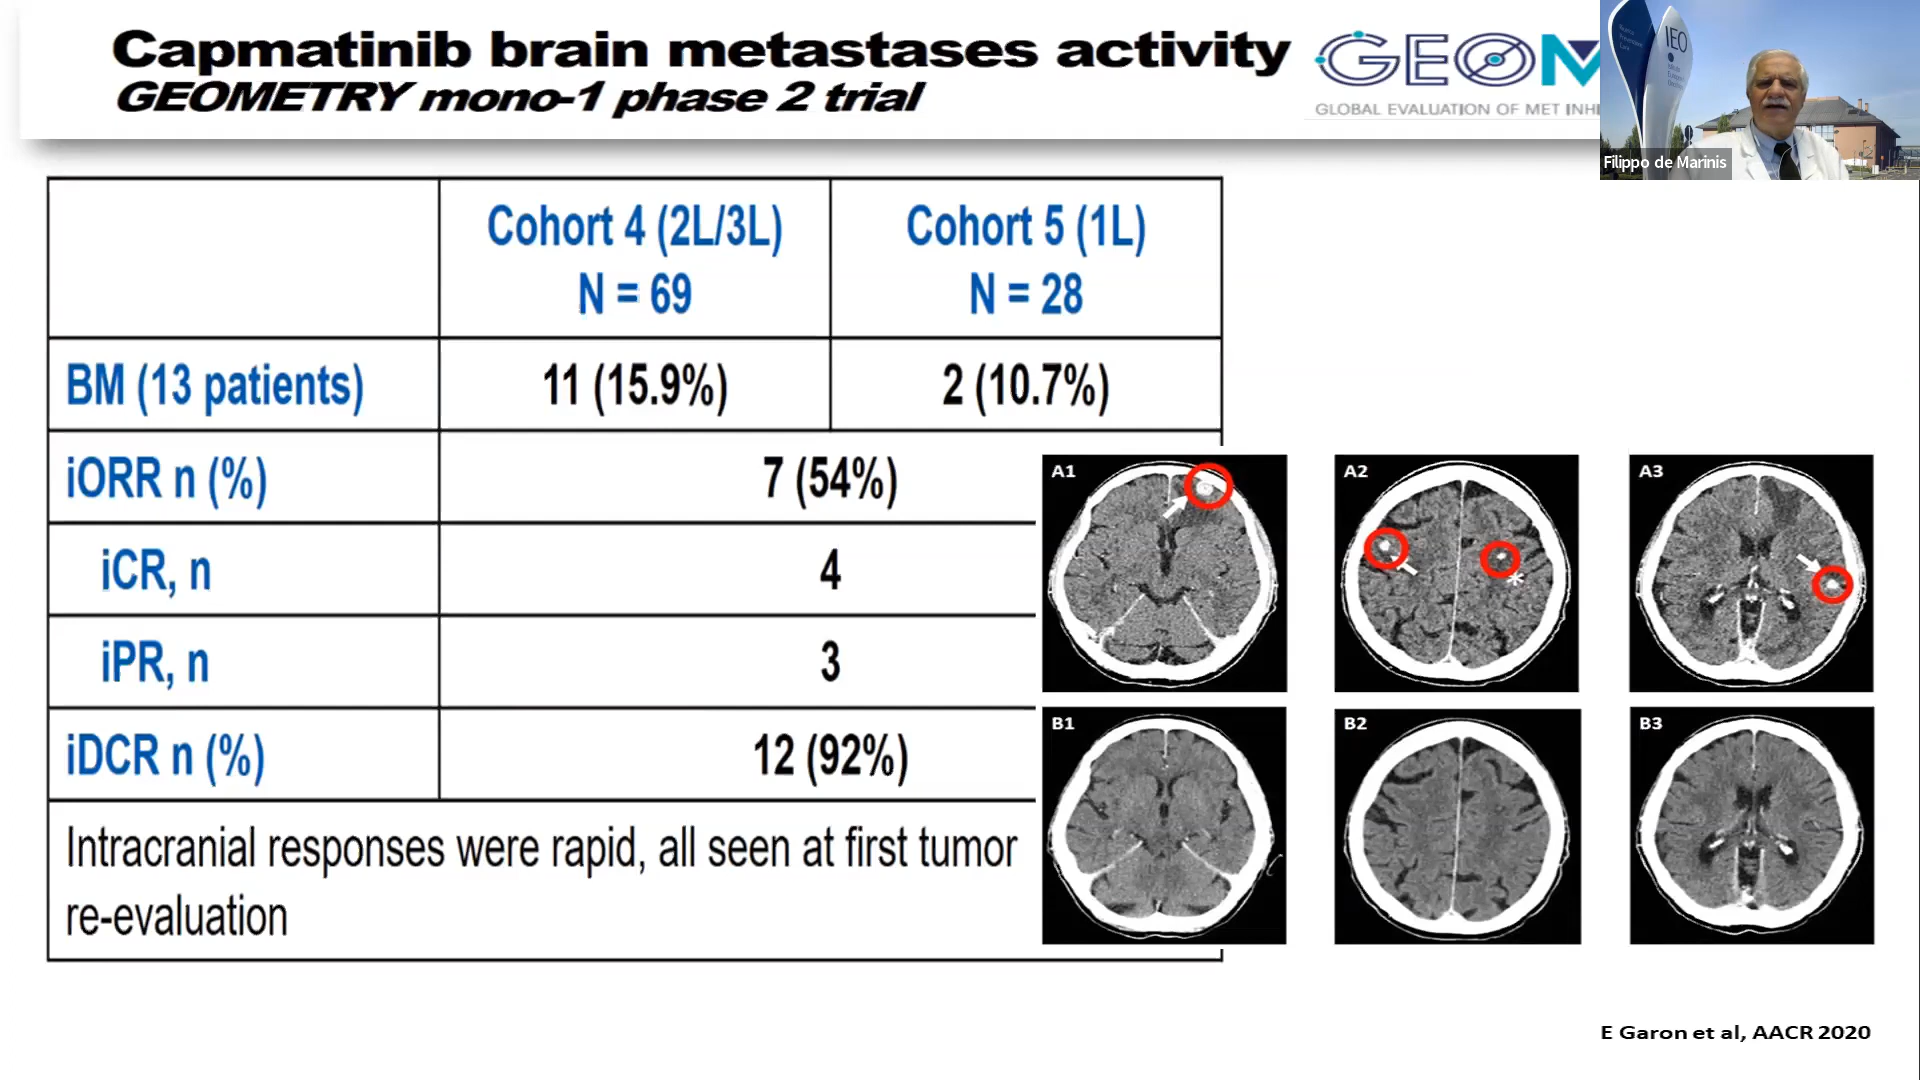 Capmatinib brain metastases activity
GEOMETRY mono-1 phase 2 trial
GEOM
GLOBAL EVALUATION OF MET INHI
IEO
Filippo de Marinis
Cohort 4 (2L/3L)
N = 69
Cohort 5 (1L)
N = 28
BM (13 patients)
11 (15.9%)
2 (10.7%)
iORR n (%)
7 (54%)
iCR, n
4
iPR, n
3
iDCR n (%)
12 (92%)
Intracranial responses were rapid, all seen at first tumor
re-evaluation
A1
A2
*
A3
B1
B2
B3
E Garon et al, AACR 2020